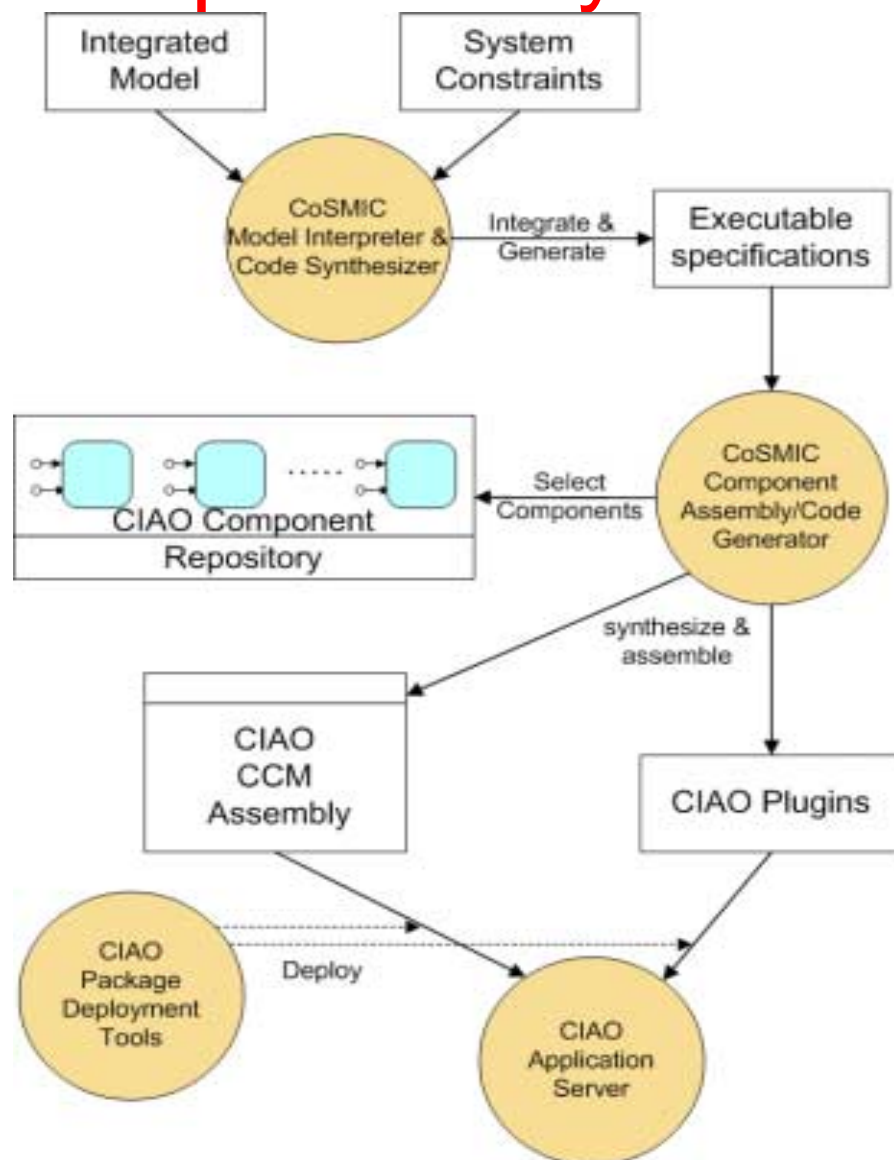 Integrated
Model
System
Constraints
CoSMIC
Model Interpreter &
Code Synthesizer
Integrate &
Generate
Executable
specifications
CoSMIC
Component
Assembly/Code
Generator
Select
Components
CIAO Component
Repository
synthesize &
assemble
CIAO
CCM
Assembly
CIAO Plugins
CIAO
Package
Deployment
Tools
Deploy
CIAO
Application
Server